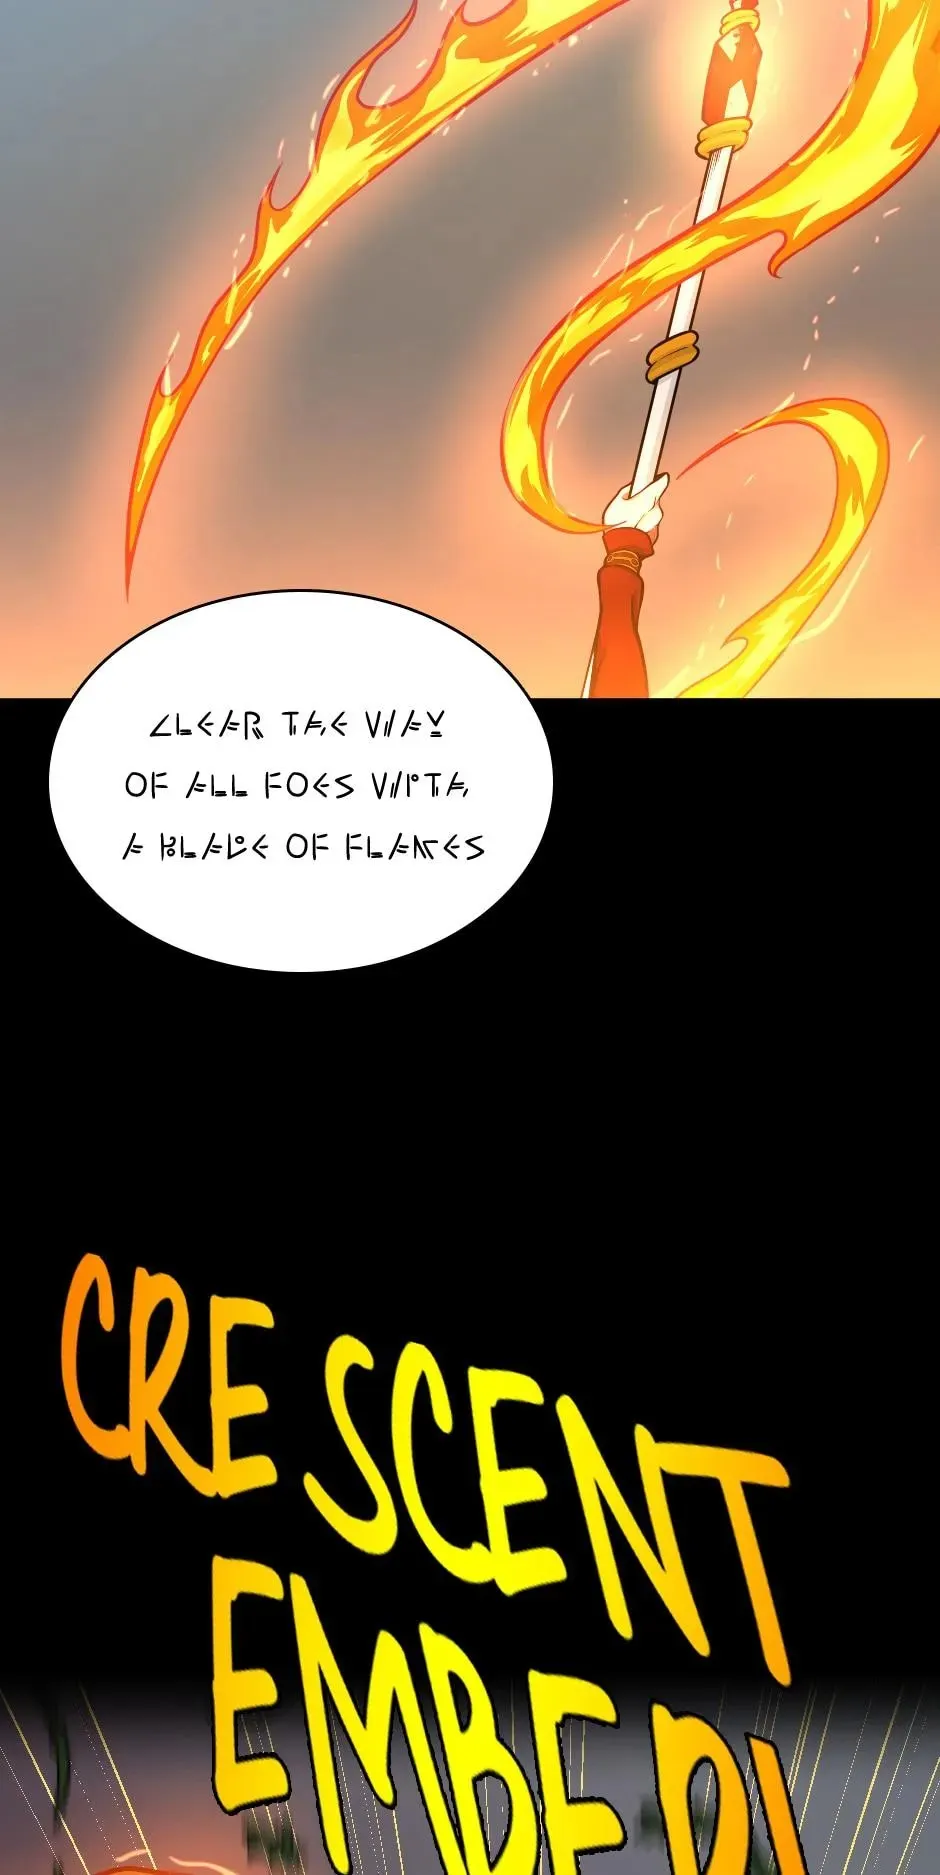 CLEAR THE WAY
OF ALL FOES WITH
A BLADE OF FLAMES
CRESCENT
EMBER!